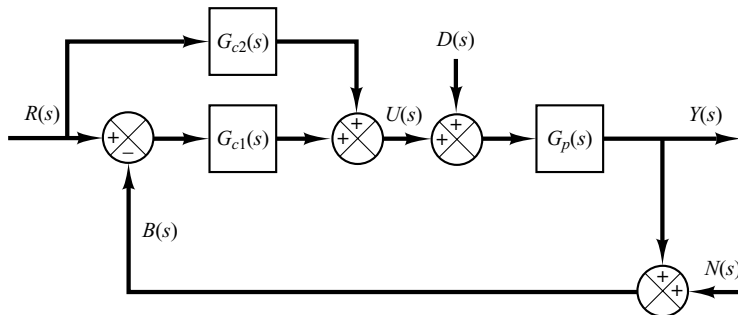 G_{c2}(s)
D(s)
+
R(s)
U(s)
Y(s)
+
−
G_{c1}(s)
+
+
+
G_p(s)
B(s)
+
+
N(s)